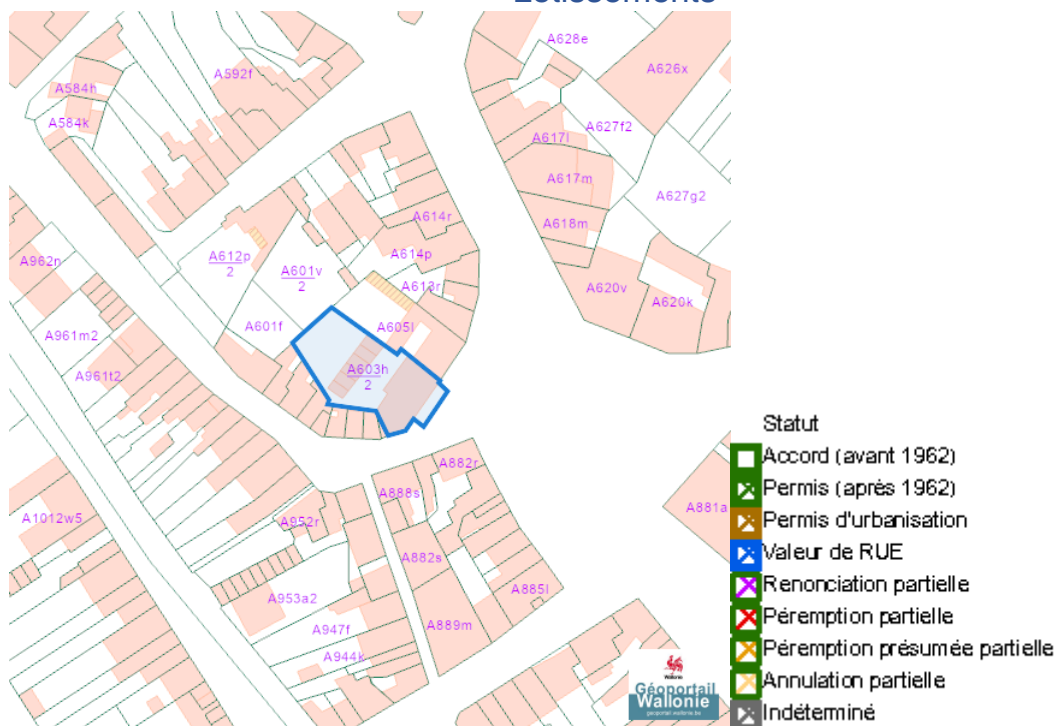 A628e
A626x
A592f
A584h
A584k
A627f2
A617l
A617m
A627g2
A614r
A618m
A612p
2
A601v
2
A614p
A962n
A613r
A620v
A620k
A601f
A605l
A961m2
A603h
2
A961t2
Statut
Accord (avant 1962)
A882r
Permis (après 1962)
A888s
A881a
A1012w5
A952r
Permis d'urbanisation
Valeur de RUE
A882s
Renonciation partielle
A885l
A953a2
Péremption partielle
A947f
A889m
Péremption présumée partielle
A944k
Wallonie
Géoportail
Wallonie
Annulation partielle
Indéterminé